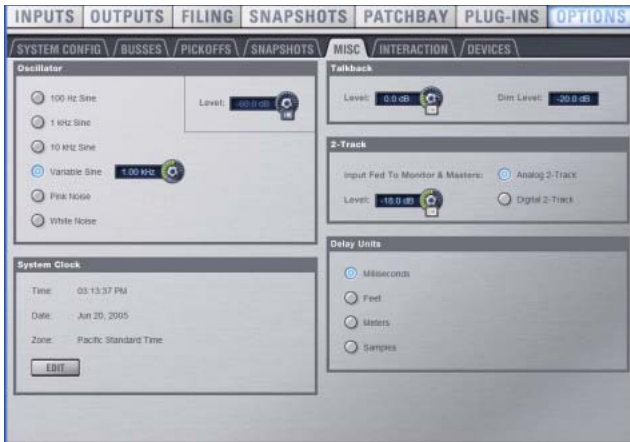 INPUTS OUTPUTS FILING SNAPSHOTS PATCHBAY PLUG-INS OPTIONS
SYSTEM CONFIG BUSSES PICKOFFS SNAPSHOTS MISC INTERACTION DEVICES
Oscillator
100 Hz Sine
1 kHz Sine
10 kHz Sine
Variable Sine 1.00 kHz
Pink Noise
White Noise
Level: -60.0 dB
System Clock
Time: 03:13:37 PM
Date: Jun 20, 2005
Zone: Pacific Standard Time
EDIT
Talkback
Level: 0.0 dB Dim Level: -20.0 dB
2-Track
Input Fed To Monitor & Masters: Analog 2-Track
Level: -18.0 dB Digital 2-Track
Delay Units
Milliseconds
Feet
Meters
Samples